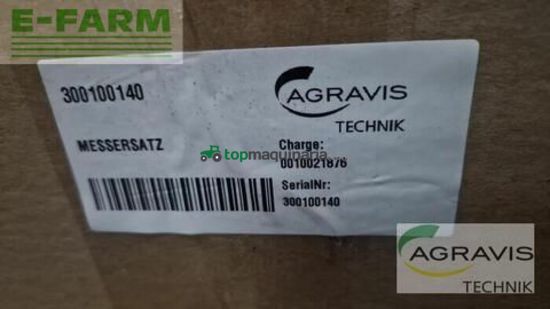 E-FARM
300100140
AGRAVIS
TECHNIK
MESSERSATZ
Charge:
0010021876
topmaquinaria
SerialNr:
300100140
AGRAVIS
TECHNIK